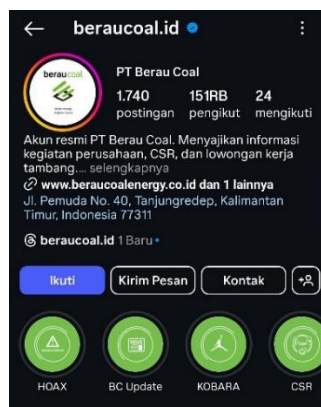 beraucoal.id
beraucoal
PT Berau Coal
1.740 151RB 24
postingan pengikut mengikuti
Akun resmi PT Berau Coal. Menyajikan informasi
kegiatan perusahaan, CSR, dan lowongan kerja
tambang.... selengkapnya
www.beraucoalenergy.co.id dan 1 lainnya
Jl. Pemuda No. 40, Tanjungredep, Kalimantan
Timur, Indonesia 77311
beraucoal.id 1 Baru
Ikuti Kirim Pesan Kontak
HOAX BC Update KOBARA CSR